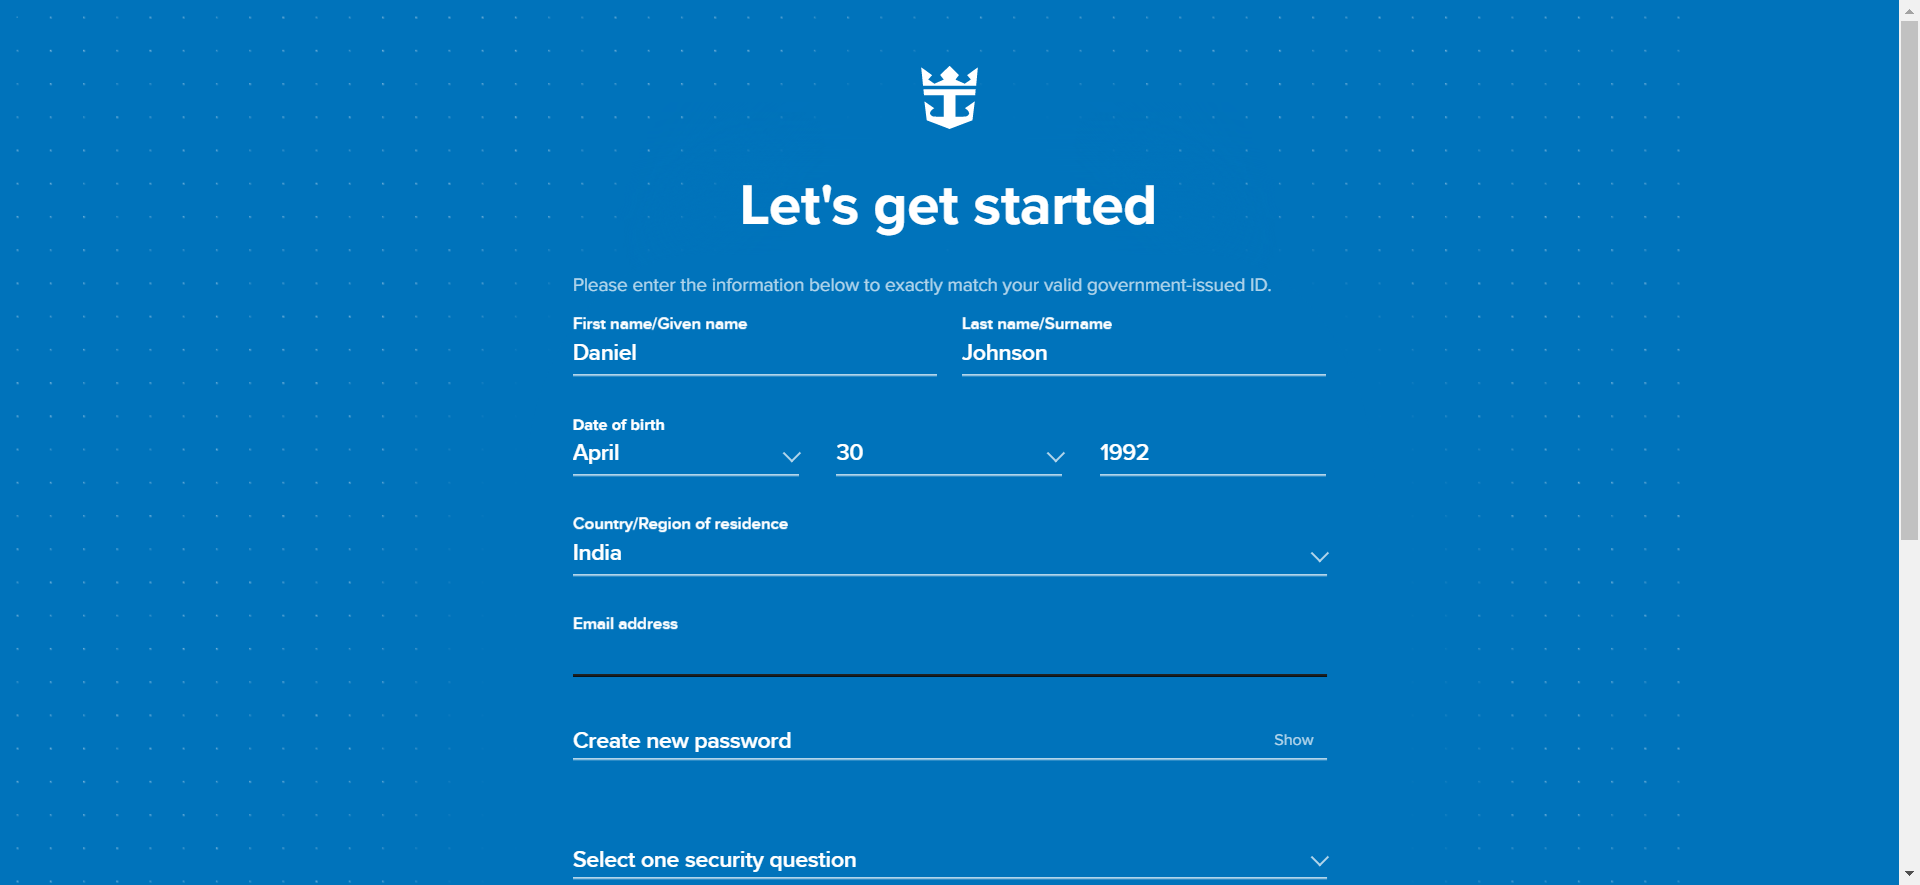 Let's get started
Please enter the information below to exactly match your valid government-issued ID.
First name/Given name
Last name/Surname
Daniel
Johnson
Date of birth
April
30
1992
Country/Region of residence
India
Email address
Create new password
Show
Select one security question